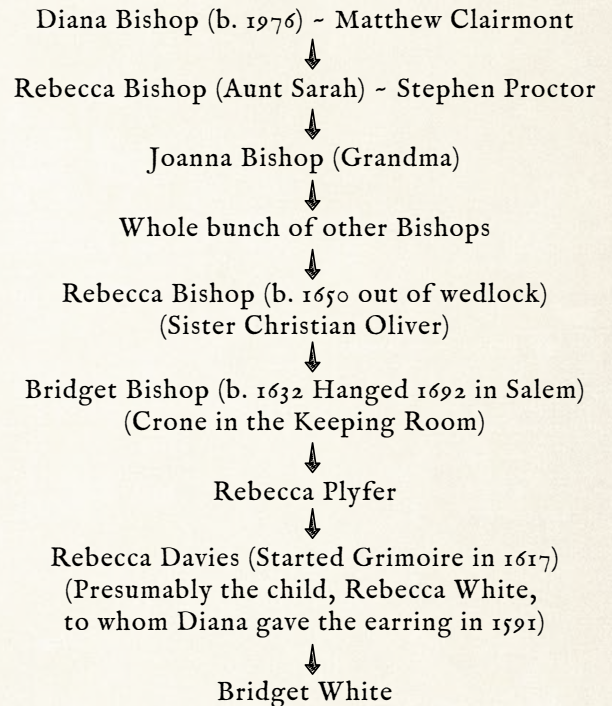 Diana Bishop (b. 1976) ~ Matthew Clairmont
Rebecca Bishop (Aunt Sarah) ~ Stephen Proctor
Joanna Bishop (Grandma)
Whole bunch of other Bishops
Rebecca Bishop (b. 1650 out of wedlock)
(Sister Christian Oliver)
Bridget Bishop (b. 1632 Hanged 1692 in Salem)
(Crone in the Keeping Room)
Rebecca Plyfer
Rebecca Davies (Started Grimoire in 1617)
(Presumably the child, Rebecca White,
to whom Diana gave the earring in 1591)
Bridget White